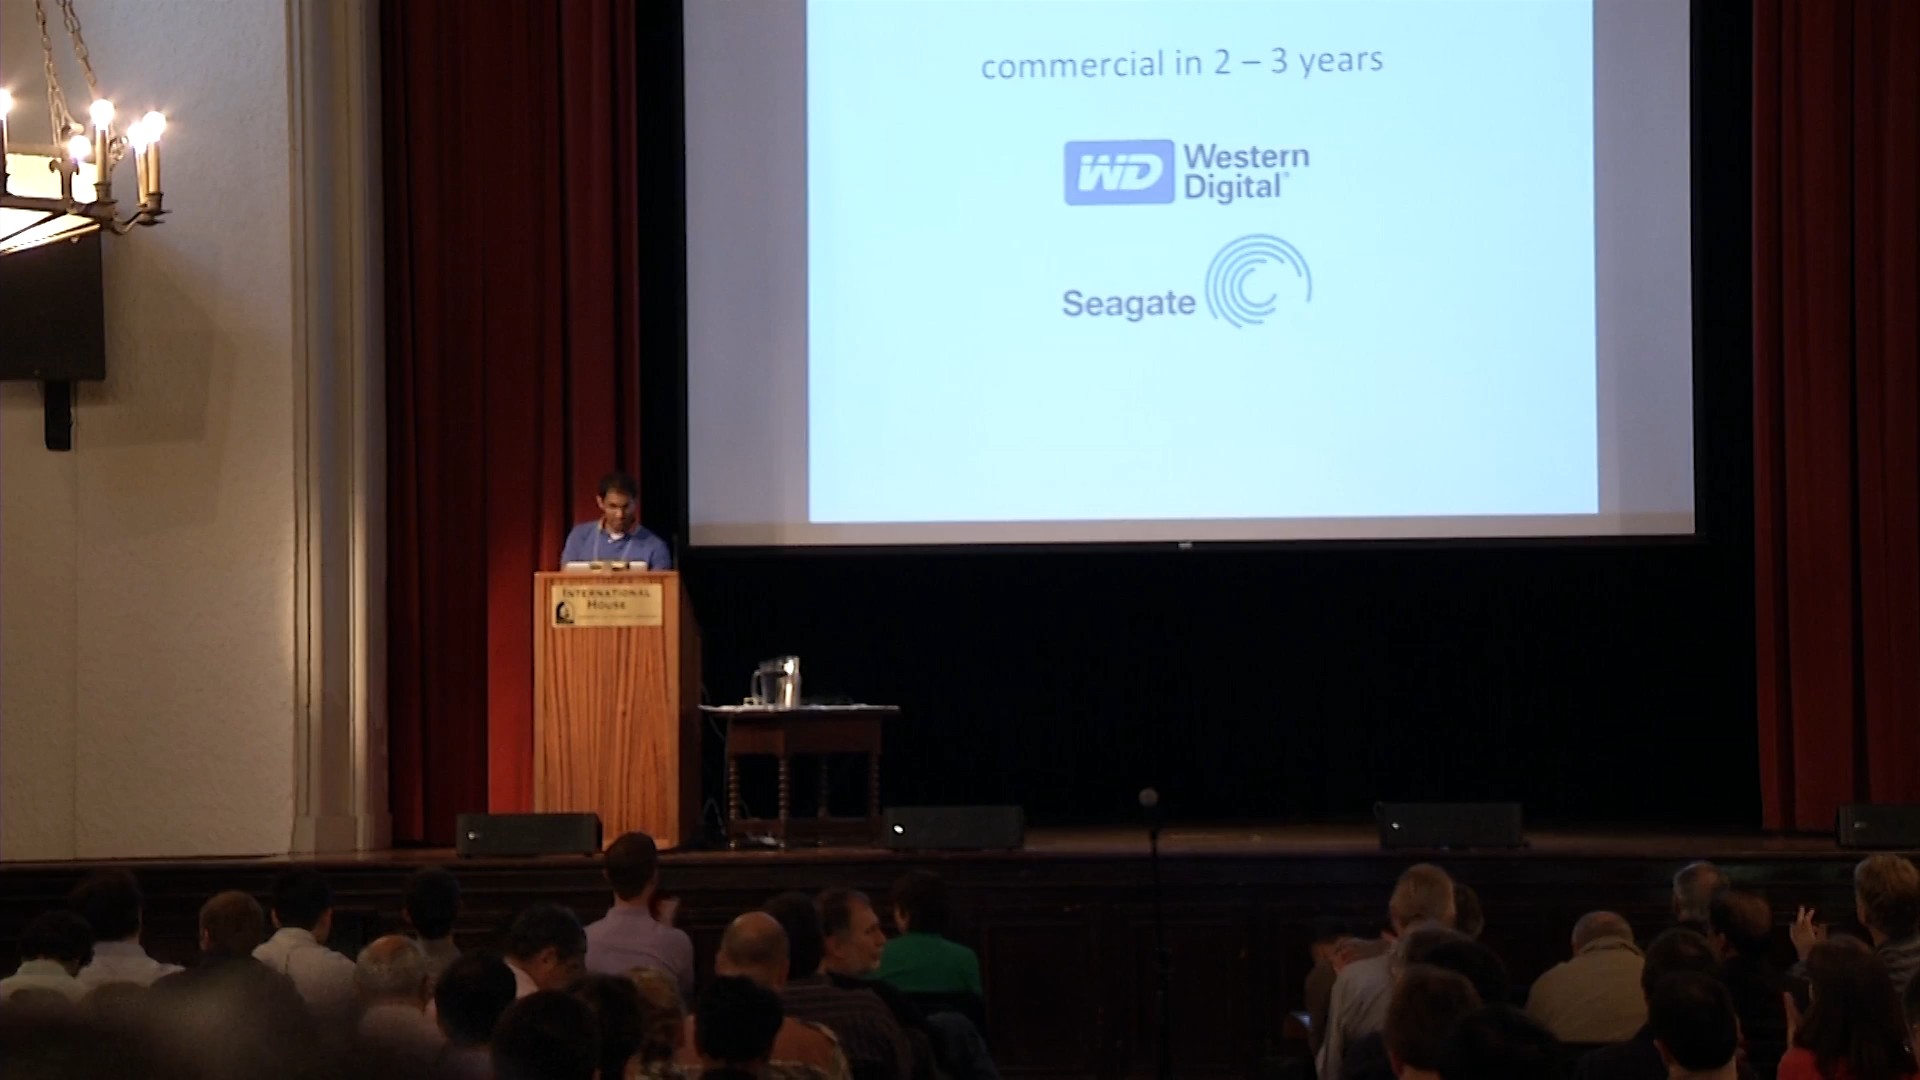 commercial in 2 – 3 years
WD Western
Digital
Seagate
INTERNATIONAL
HOUSE